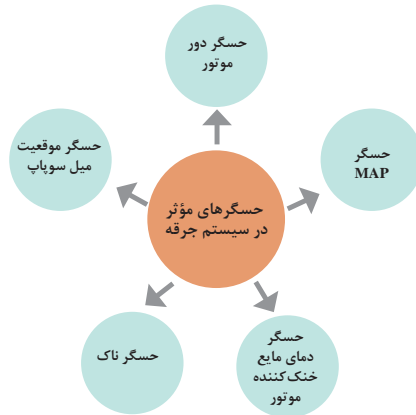 حسگر دور
موتور
حسگر موقعیت
میل سوپاپ
حسگر
MAP
حسگرهای مؤثر
در سیستم جرقه
حسگر ناک
حسگر
دمای مایع
خنک‌کننده
موتور